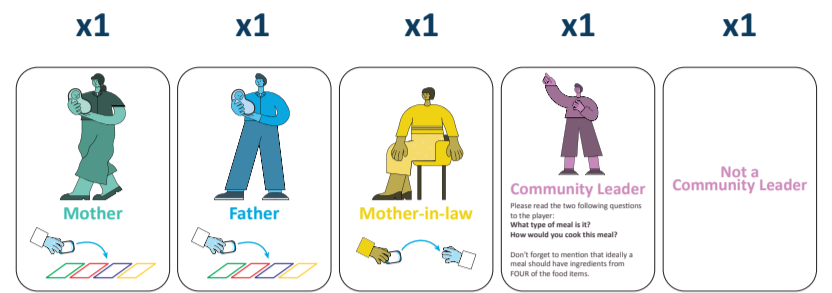 x1
x1
x1
x1
x1
Mother
Father
Mother-in-law
Community Leader
Please read the two following questions
to the player:
What type of meal is it?
How would you cook this meal?
Don't forget to mention that ideally a
meal should have ingredients from
FOUR of the food items.
Not a
Community Leader